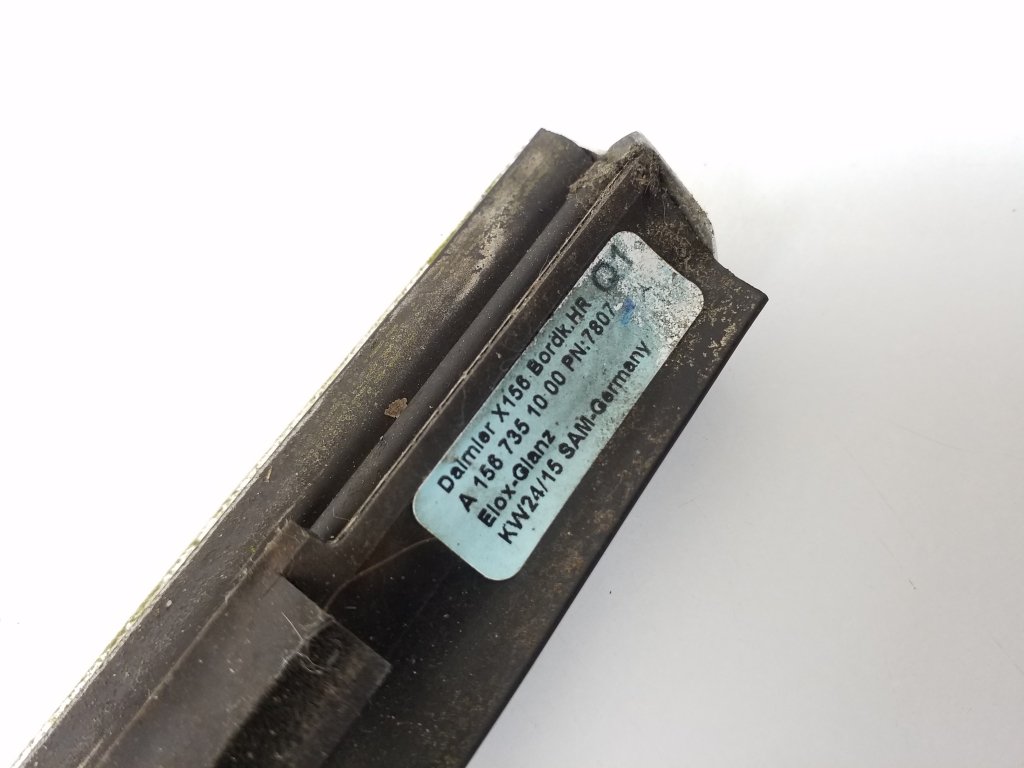 Daimler X156 Bordk.HR Q1
A 156 735 10 00 PN:7807
Elox-Glanz
KW24/15 SAM-Germany